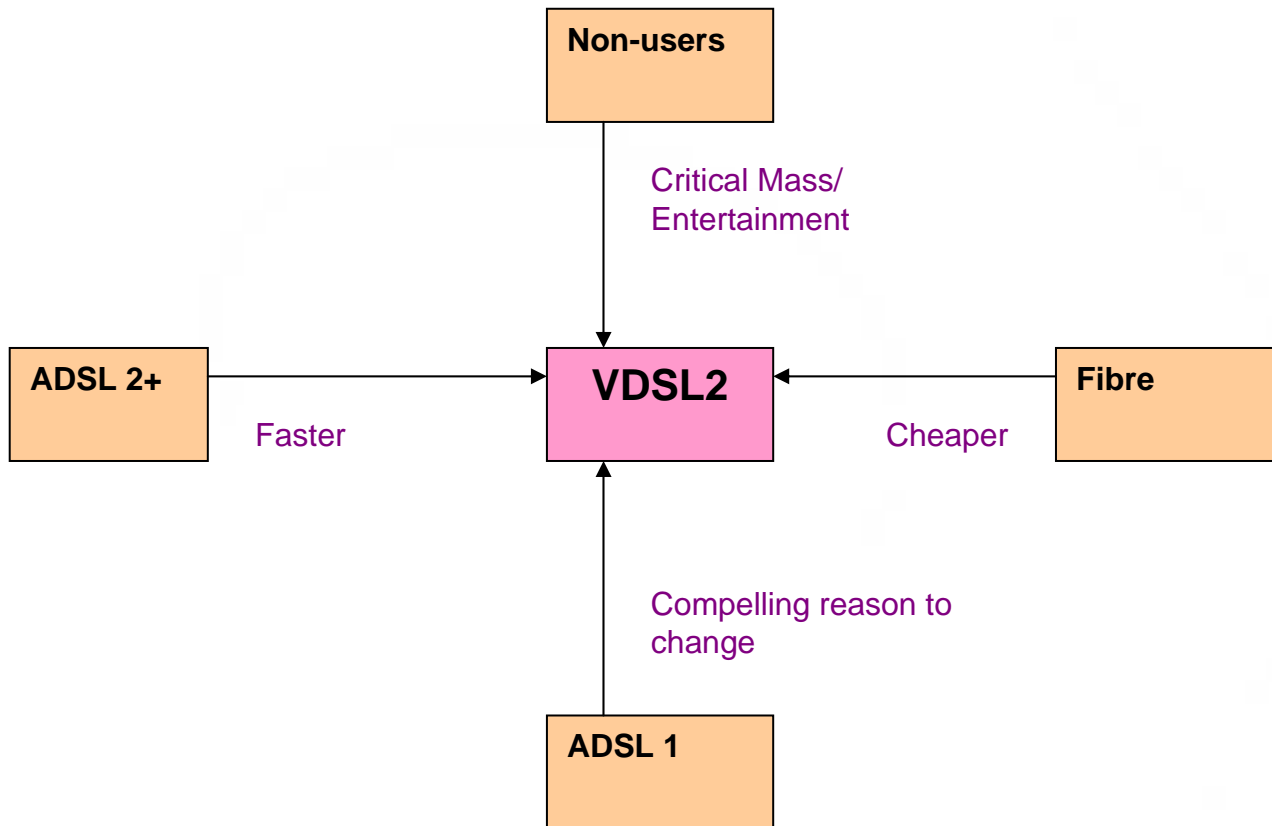 Non-users
Critical Mass/
Entertainment
ADSL 2+
VDSL2
Fibre
Faster
Cheaper
Compelling reason to
change
ADSL 1